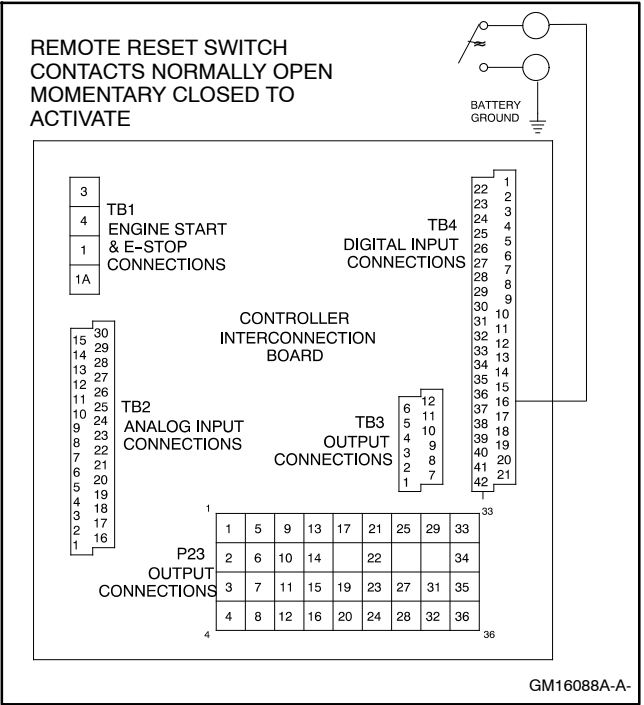 REMOTE RESET SWITCH
CONTACTS NORMALLY OPEN
MOMENTARY CLOSED TO
ACTIVATE
BATTERY
GROUND
3
4
1
1A
TB1
ENGINE START
& E-STOP
CONNECTIONS
TB4
DIGITAL INPUT
CONNECTIONS
22 1
23 2
24 3
25 4
26 5
27 6
28 7
29 8
30 9
31 10
32 11
33 12
34 13
35 14
36 15
37 16
38 17
39 18
40 19
41 20
42 21
CONTROLLER
INTERCONNECTION
BOARD
15 30
14 29
13 28
12 27
11 26
10 25
9 24
8 23
7 22
6 21
5 20
4 19
3 18
2 17
1 16
TB2
ANALOG INPUT
CONNECTIONS
TB3
OUTPUT
CONNECTIONS
6 12
5 11
4 10
3 9
2 8
1 7
P23
OUTPUT
CONNECTIONS
1 33
1 5 9 13 17 21 25 29 33
2 6 10 14 22 34
3 7 11 15 19 23 27 31 35
4 8 12 16 20 24 28 32 36
4 36
GM16088A-A-